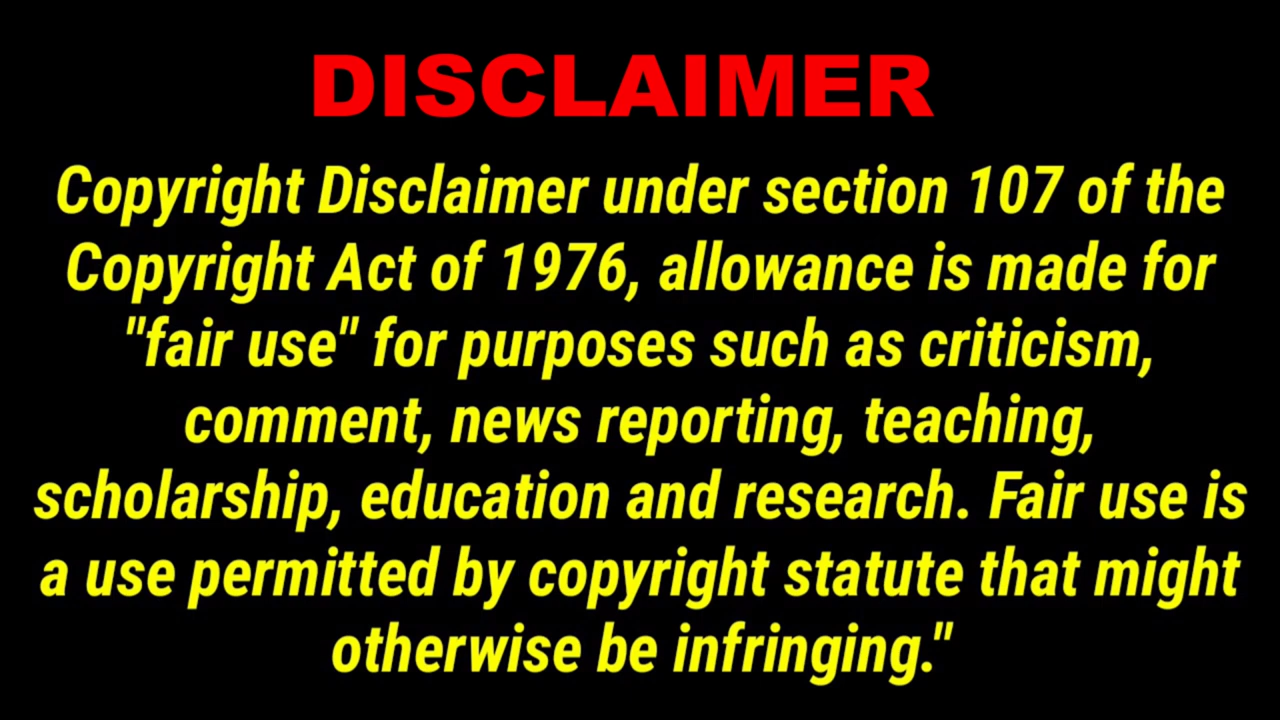 DISCLAIMER
Copyright Disclaimer under section 107 of the
Copyright Act of 1976, allowance is made for
"fair use" for purposes such as criticism,
comment, news reporting, teaching,
scholarship, education and research. Fair use is
a use permitted by copyright statute that might
otherwise be infringing."